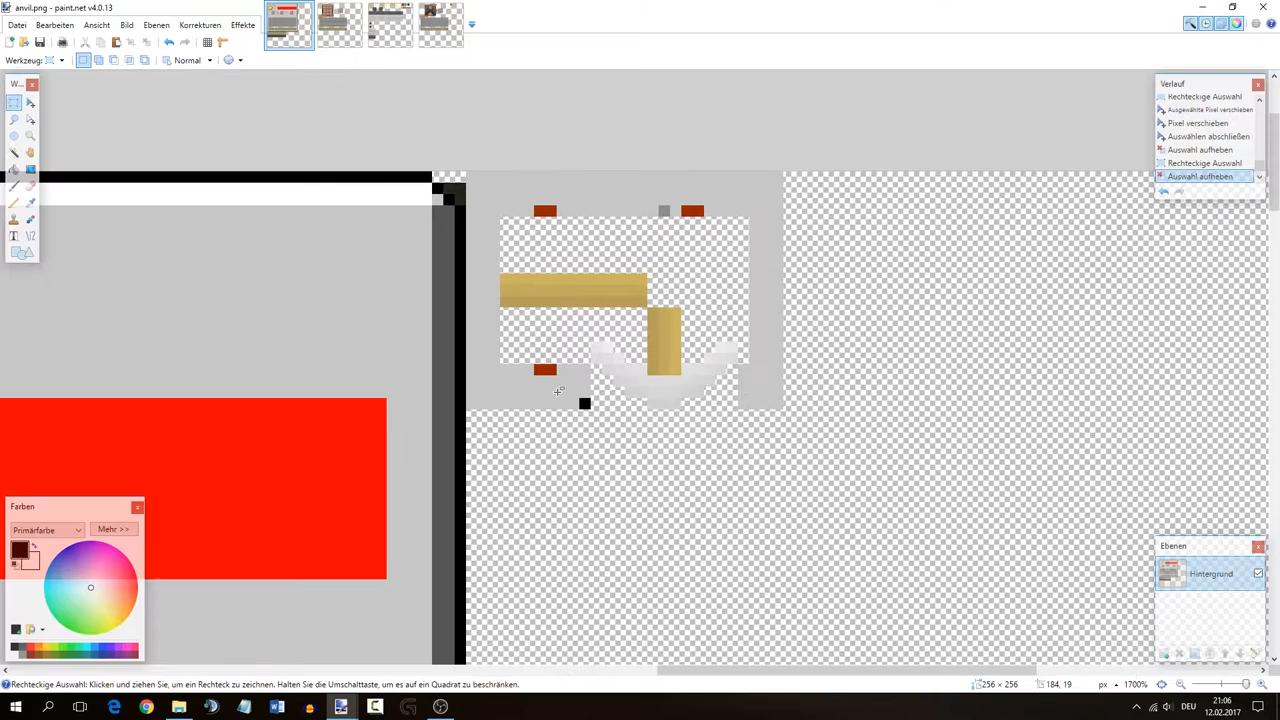 anvil.png - paint.net v4.0.13
Datei Bearbeiten Ansicht Bild Ebenen Korrekturen Effekte
Werkzeug: Normal
W...
Verlauf
Rechteckige Auswahl
Ausgewählte Pixel verschieben
Pixel verschieben
Auswählen abschließen
Auswahl aufheben
Rechteckige Auswahl
Auswahl aufheben
Farben
Primärfarbe Mehr >>
Ebenen
Hintergrund
Rechteckige Auswahl: Klicken und ziehen Sie, um ein Rechteck zu zeichnen. Halten Sie die Umschalttaste, um es auf ein Quadrat zu beschränken.
256 × 256 184, 19 px 1700%
DEU 21:06
12.02.2017